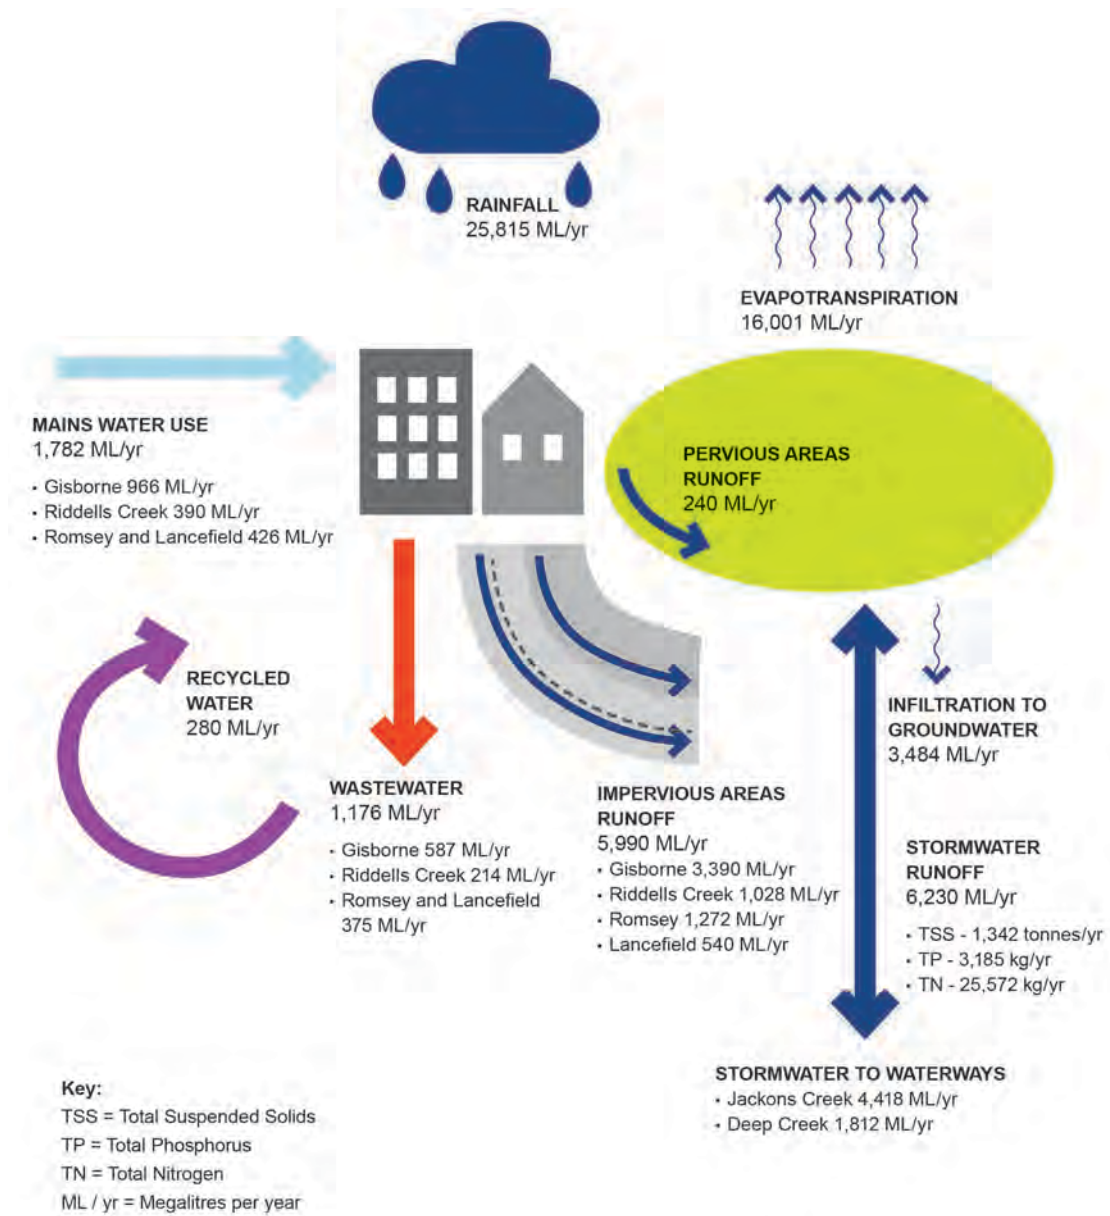 RAINFALL
25,815 ML/yr
EVAPOTRANSPIRATION
16,001 ML/yr
MAINS WATER USE
1,782 ML/yr
• Gisborne 966 ML/yr
• Riddells Creek 390 ML/yr
• Romsey and Lancefield 426 ML/yr
PERVIOUS AREAS
RUNOFF
240 ML/yr
RECYCLED
WATER
280 ML/yr
WASTEWATER
1,176 ML/yr
• Gisborne 587 ML/yr
• Riddells Creek 214 ML/yr
• Romsey and Lancefield
375 ML/yr
IMPERVIOUS AREAS
RUNOFF
5,990 ML/yr
• Gisborne 3,390 ML/yr
• Riddells Creek 1,028 ML/yr
• Romsey 1,272 ML/yr
• Lancefield 540 ML/yr
INFILTRATION TO
GROUNDWATER
3,484 ML/yr
STORMWATER
RUNOFF
6,230 ML/yr
• TSS - 1,342 tonnes/yr
• TP - 3,185 kg/yr
• TN - 25,572 kg/yr
STORMWATER TO WATERWAYS
• Jackons Creek 4,418 ML/yr
• Deep Creek 1,812 ML/yr
Key:
TSS = Total Suspended Solids
TP = Total Phosphorus
TN = Total Nitrogen
ML / yr = Megalitres per year